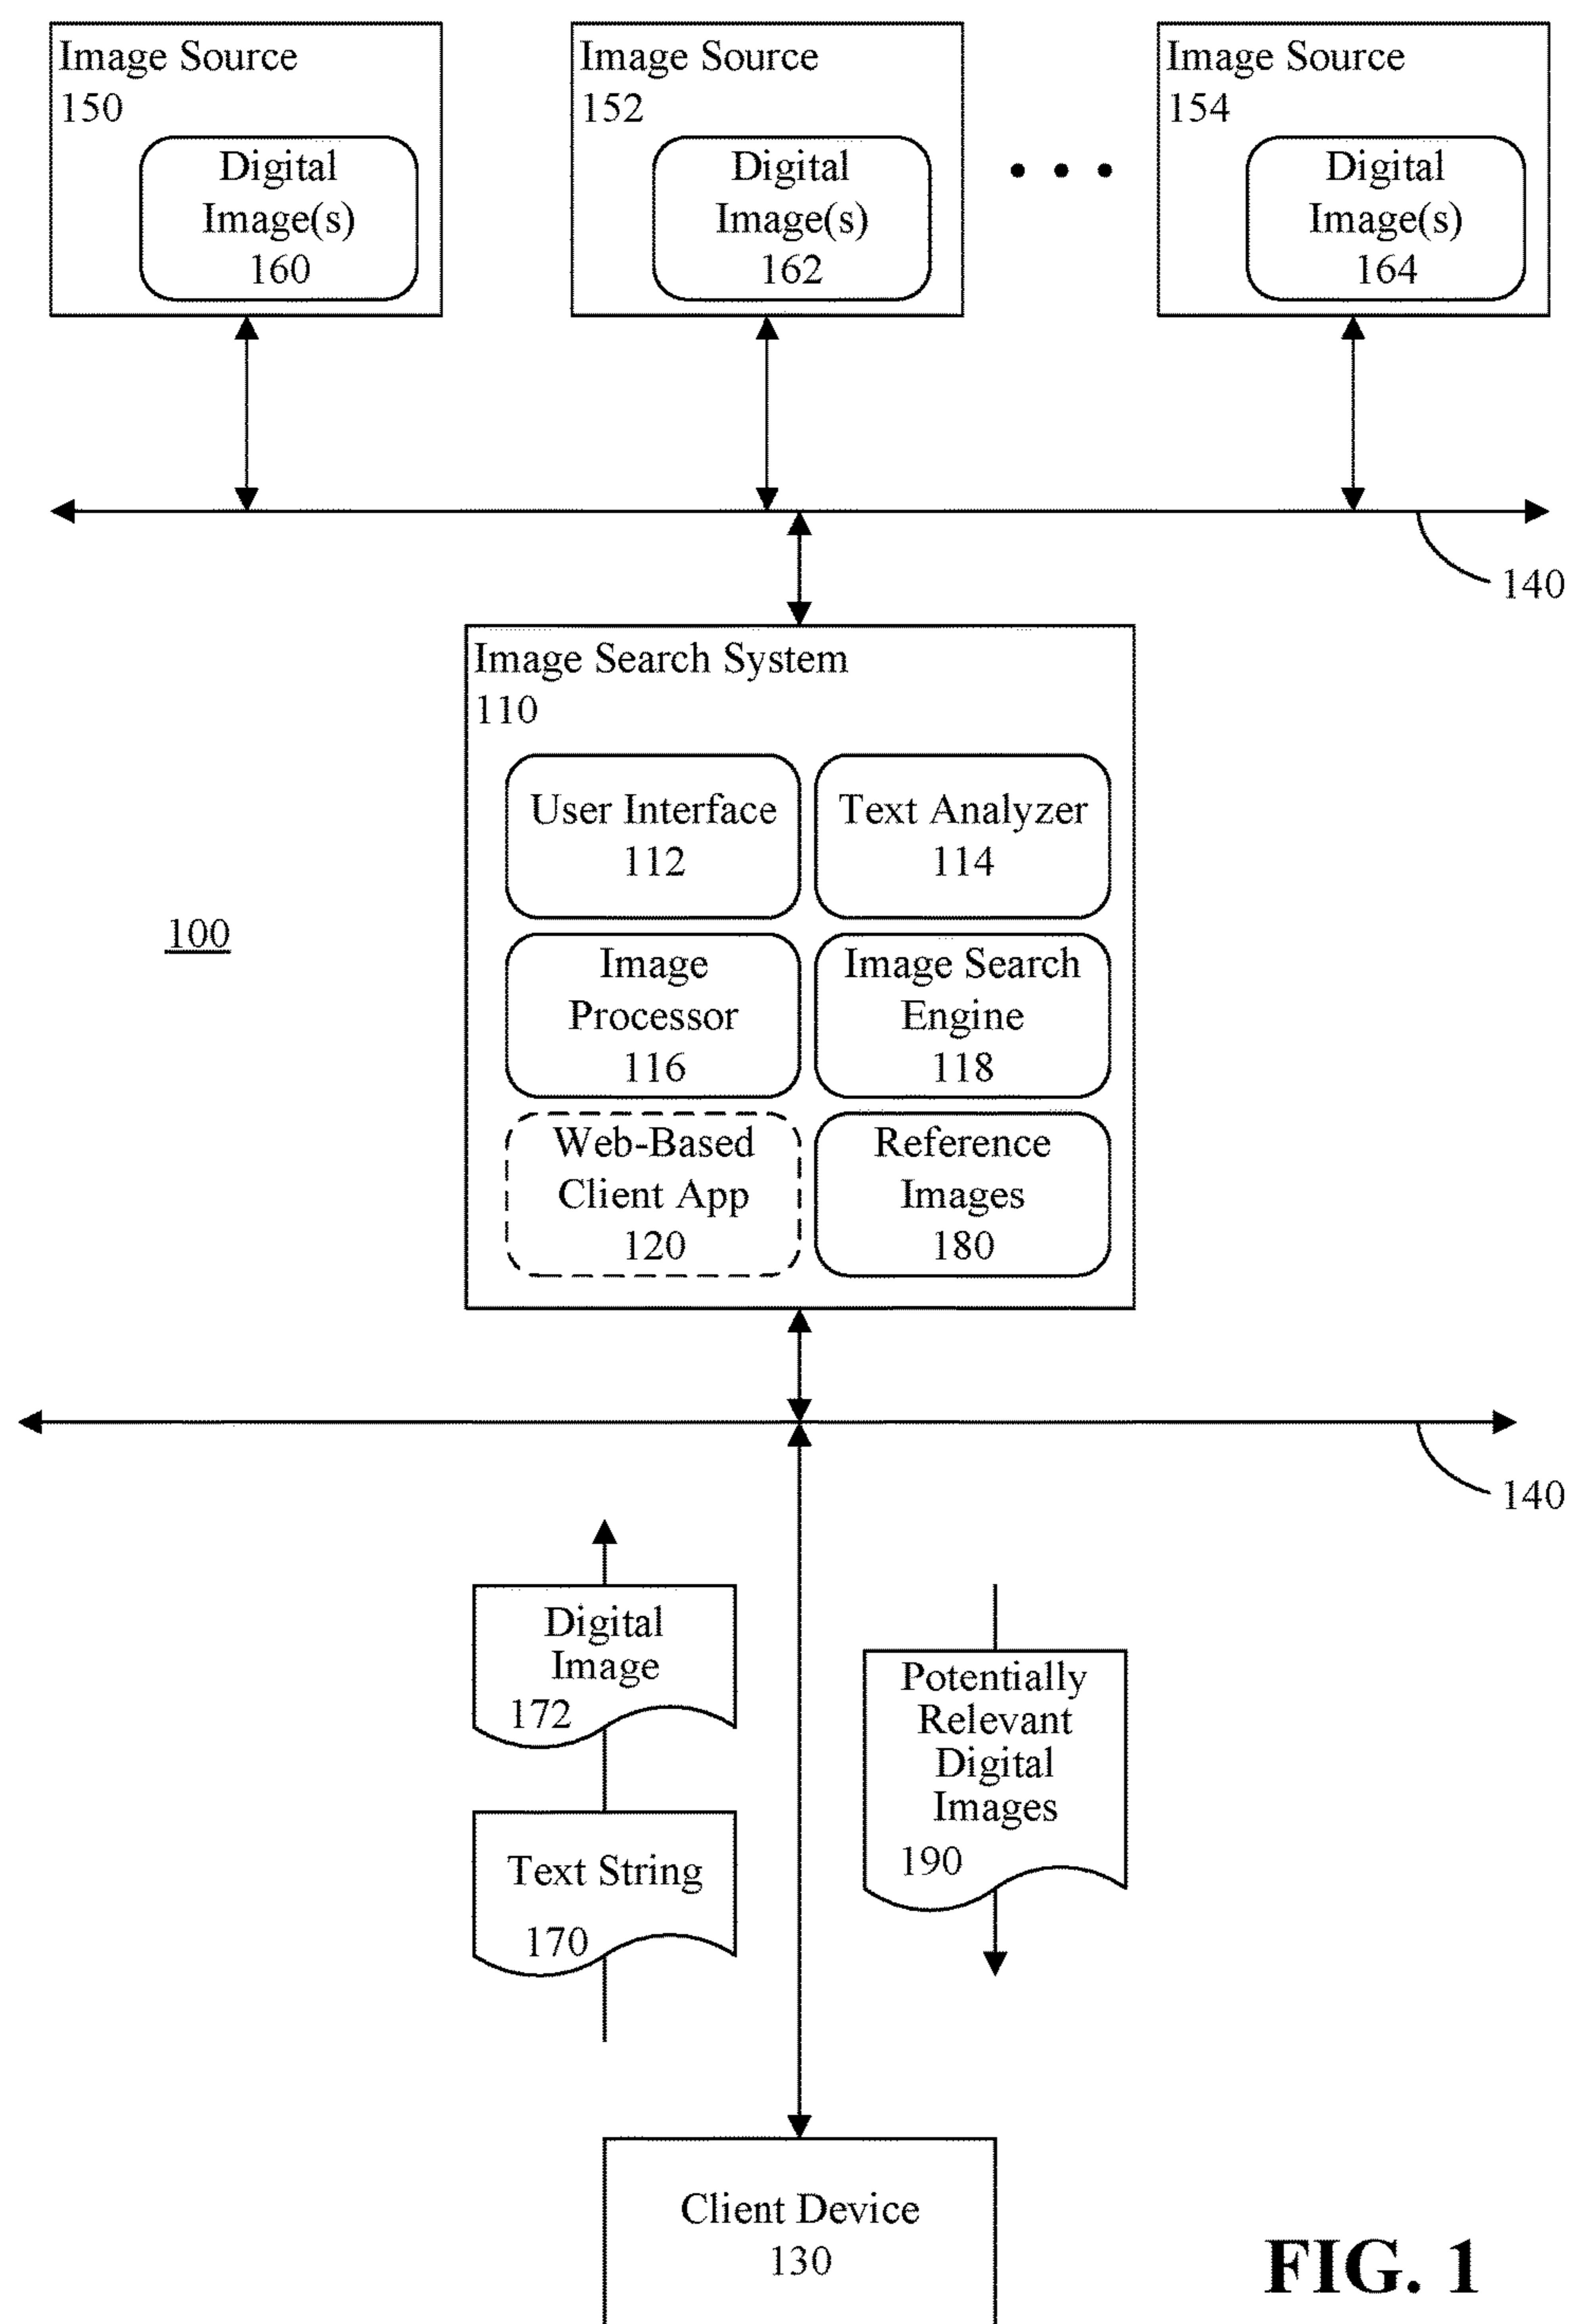 Image Source
150
Digital
Image(s)
160
Image Source
152
Digital
Image(s)
162
Image Source
154
Digital
Image(s)
164
140
Image Search System
110
User Interface
112
Text Analyzer
114
100
Image
Processor
116
Image Search
Engine
118
Web-Based
Client App
120
Reference
Images
180
140
Digital
Image
172
Text String
170
Potentially
Relevant
Digital
Images
190
Client Device
130
FIG. 1